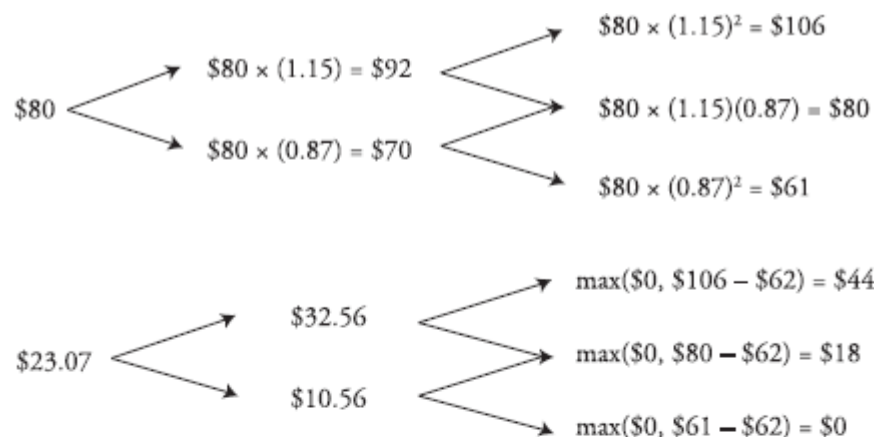 $80 × (1.15)² = $106
$80 × (1.15) = $92
$80
$80 × (1.15)(0.87) = $80
$80 × (0.87) = $70
$80 × (0.87)² = $61
max($0, $106 – $62) = $44
$32.56
$23.07
max($0, $80 – $62) = $18
$10.56
max($0, $61 – $62) = $0